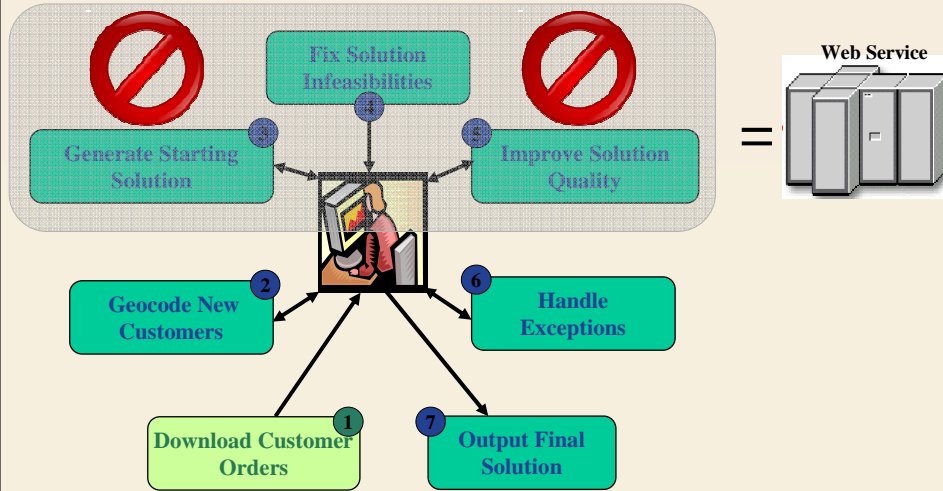 Web Service
Fix Solution
Infeasibilities
4
3
Generate Starting
Solution
5
Improve Solution
Quality
=
2
Geocode New
Customers
6
Handle
Exceptions
1
Download Customer
Orders
7
Output Final
Solution